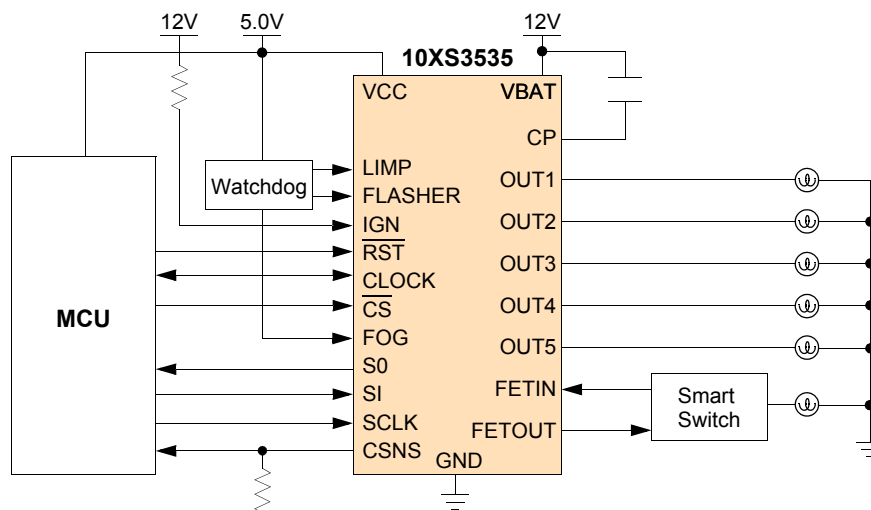 12V
5.0V
12V
10XS3535
VCC
VBAT
CP
LIMP
FLASHER
IGN
RST
CLOCK
CS
FOG
S0
SI
SCLK
CSNS
GND
OUT1
OUT2
OUT3
OUT4
OUT5
FETIN
FETOUT
Watchdog
MCU
Smart
Switch